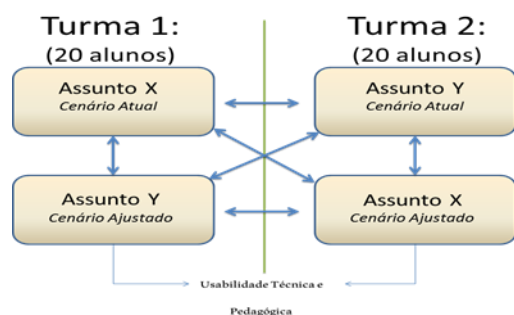 Turma 1:
(20 alunos)
Turma 2:
(20 alunos)
Assunto X
Cenário Atual
Assunto Y
Cenário Atual
Assunto Y
Cenário Ajustado
Assunto X
Cenário Ajustado
Usabilidade Técnica e
Pedagógica